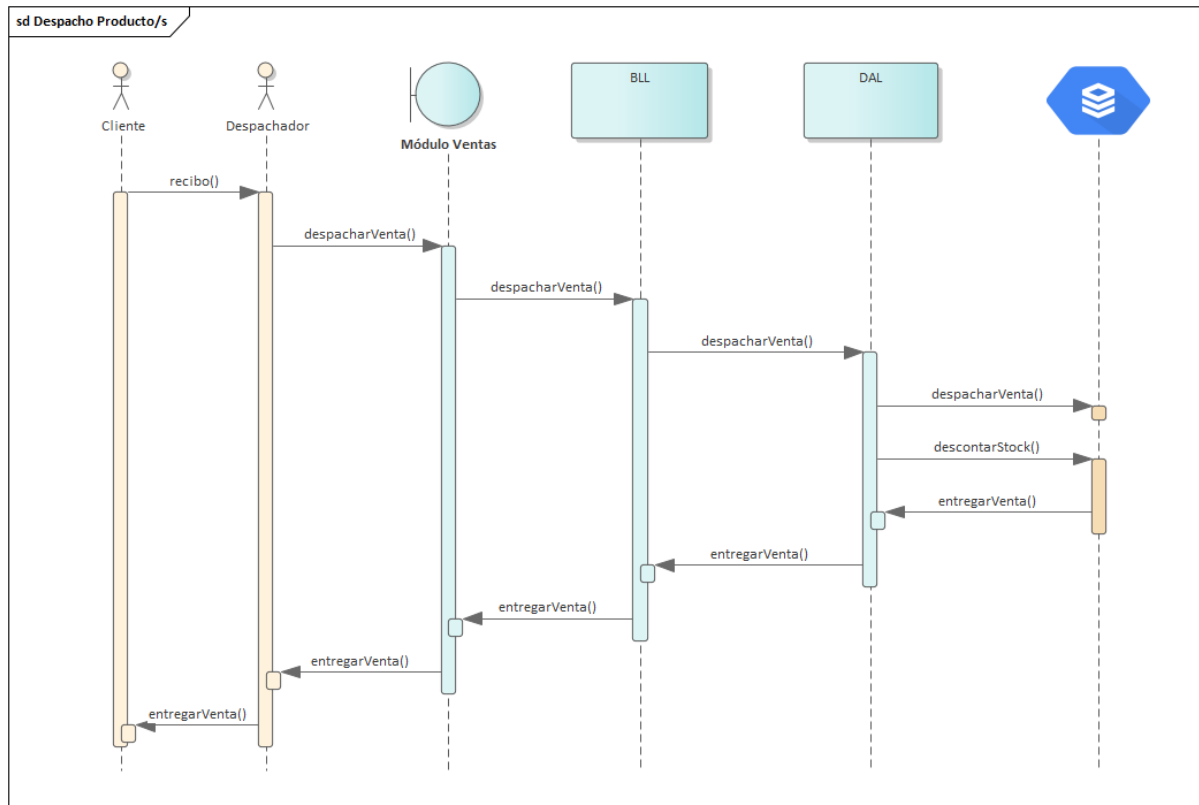 sd Despacho Producto/s
Cliente
Despachador
Módulo Ventas
BLL
DAL
recibo()
despacharVenta()
despacharVenta()
despacharVenta()
despacharVenta()
descontarStock()
entregarVenta()
entregarVenta()
entregarVenta()
entregarVenta()
entregarVenta()